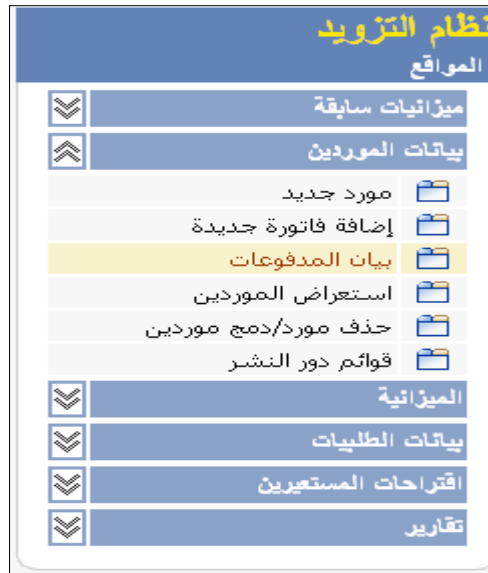 نظام التزويد
المواقع
ميزانيات سابقة
بيانات الموردين
مورد جديد
إضافة فاتورة جديدة
بيان المدفوعات
استعراض الموردين
حذف مورد/دمج موردين
قوائم دور النشر
الميزانية
بيانات الطلبيات
اقتراحات المستعيرين
تقارير